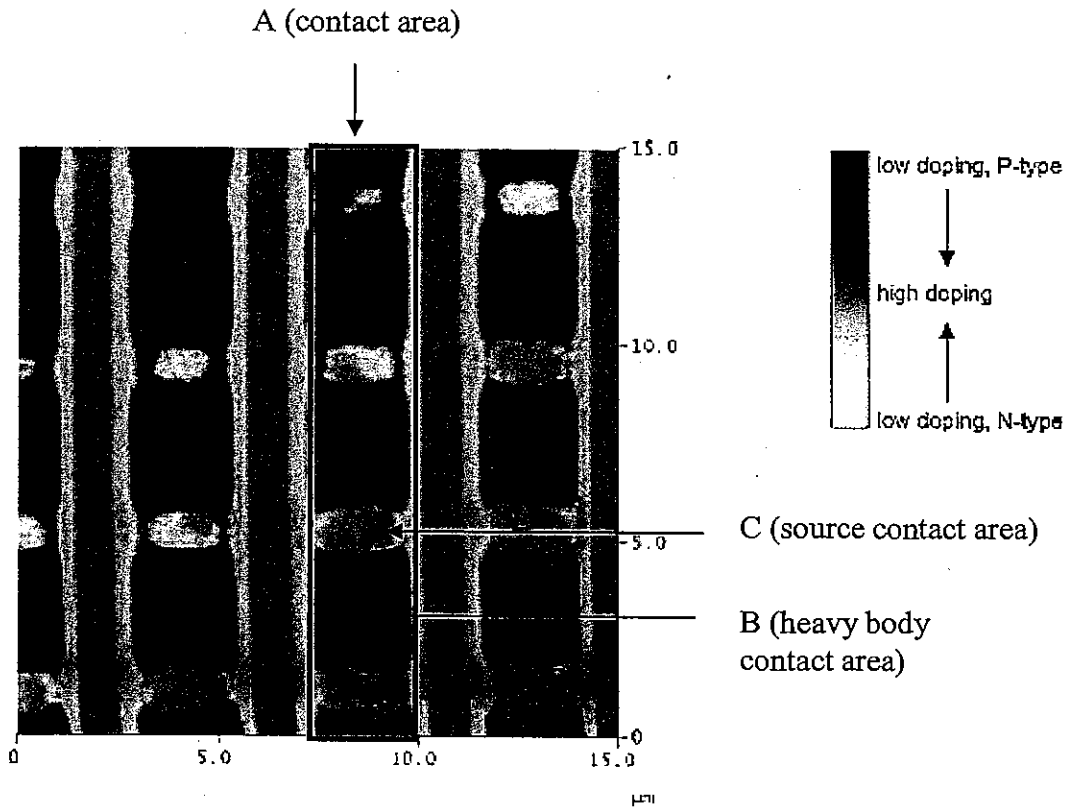 A (contact area)
15.0
low doping, P-type
high doping
10.0
low doping, N-type
C (source contact area)
5.0
B (heavy body
contact area)
0
0
5.0
10.0
15.0
µm